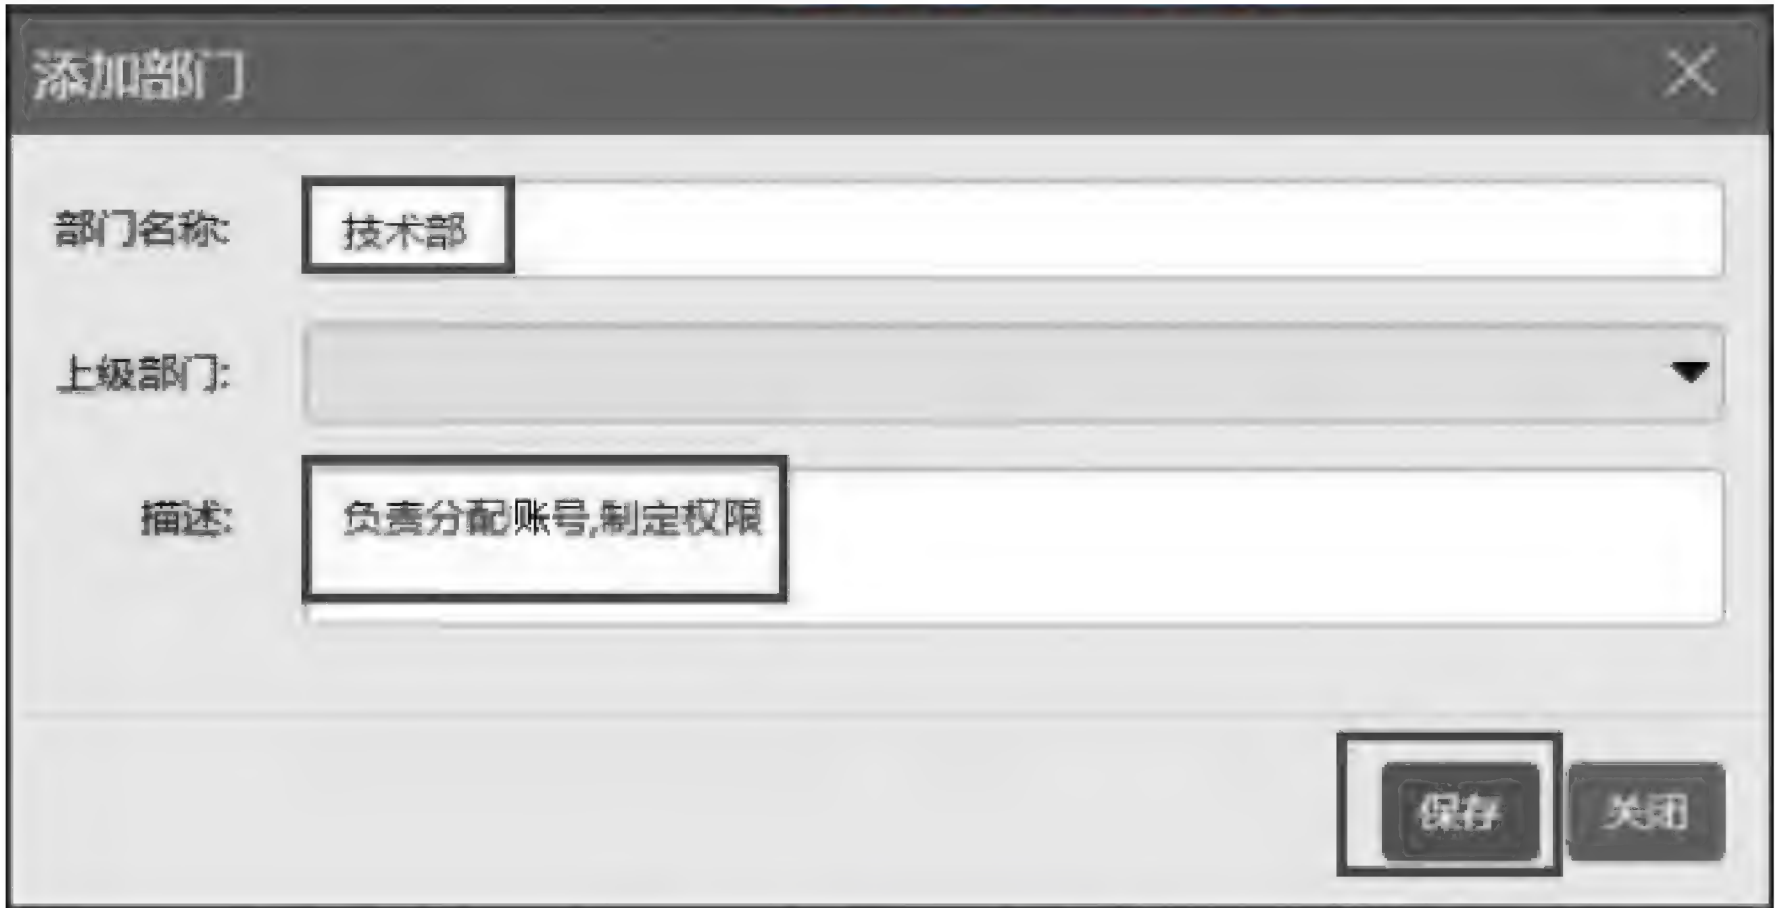 添加部门
部门名称: 技术部
上级部门:
描述: 负责分配账号,制定权限
保存 关闭